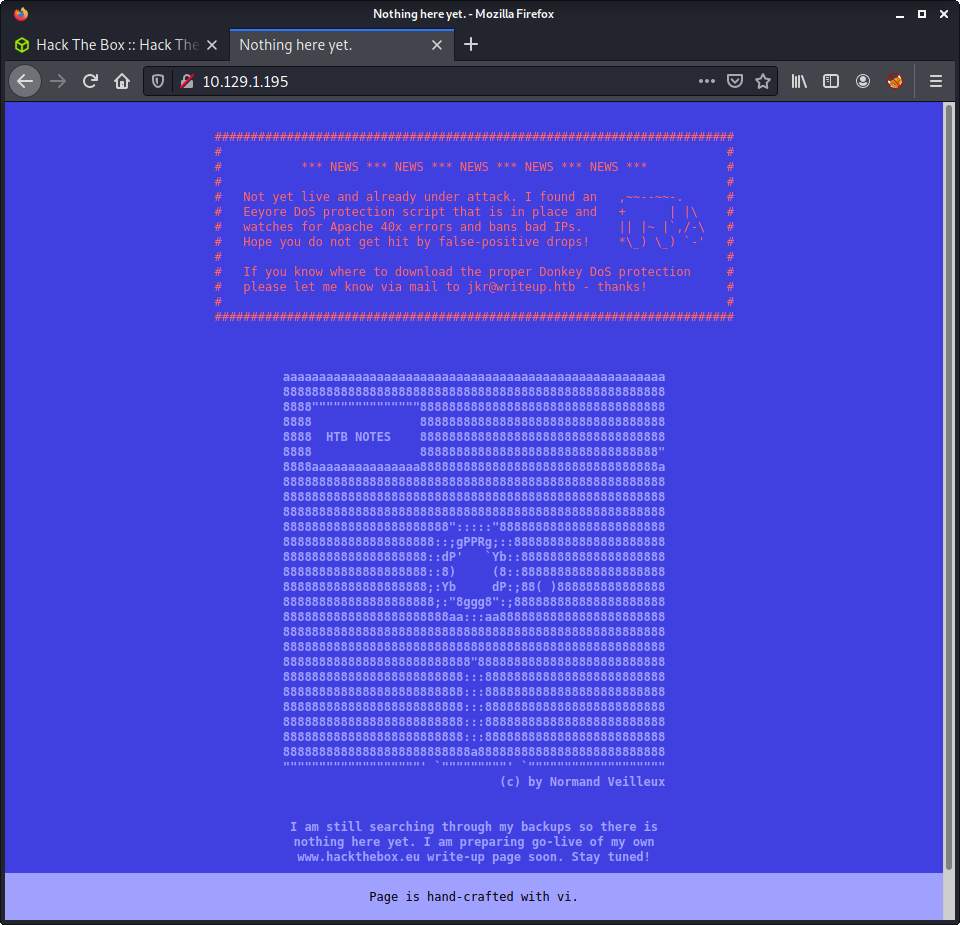 Nothing here yet. - Mozilla Firefox
Hack The Box :: Hack The
Nothing here yet.
10.129.1.195
########################################################################
#                                                                      #
#           *** NEWS *** NEWS *** NEWS *** NEWS *** NEWS ***           #
#                                                                      #
#   Not yet live and already under attack. I found an   ,~~--~~-.      #
#   Eeyore DoS protection script that is in place and   +      | |\    #
#   watches for Apache 40x errors and bans bad IPs.     || |~ |`,/-\   #
#   Hope you do not get hit by false-positive drops!    *\_) \_) `-'   #
#                                                                      #
#   If you know where to download the proper Donkey DoS protection     #
#   please let me know via mail to jkr@writeup.htb - thanks!           #
#                                                                      #
########################################################################
HTB NOTES
(c) by Normand Veilleux
I am still searching through my backups so there is
nothing here yet. I am preparing go-live of my own
www.hackthebox.eu write-up page soon. Stay tuned!
Page is hand-crafted with vi.